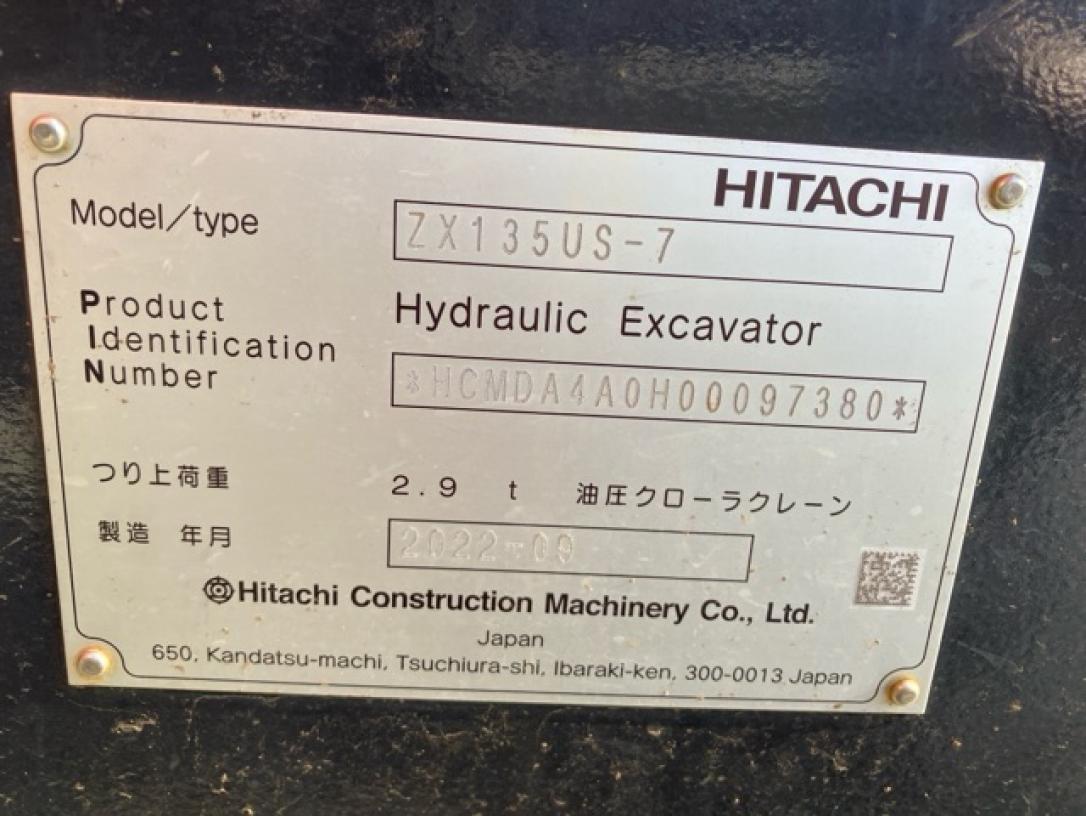 HITACHI
Model/type ZX135US-7
Product
Identification
Number
Hydraulic Excavator
*HCMDA4A0H00097380*
つり上荷重 2.9 t 油圧クローラクレーン
製造 年月 2022-09
Hitachi Construction Machinery Co., Ltd.
Japan
650, Kandatsu-machi, Tsuchiura-shi, Ibaraki-ken, 300-0013 Japan